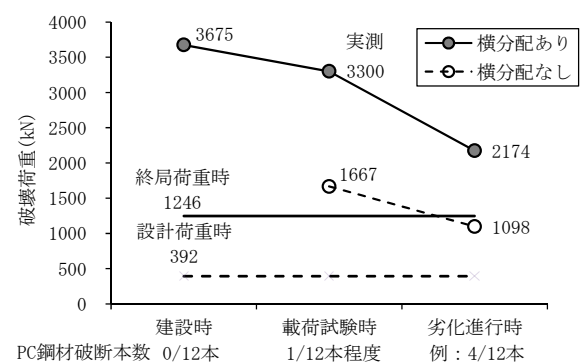 4000
3500
3000
2500
2000
1500
1000
500
0
破壊荷重(kN)
3675
実測
3300
2174
1667
1098
横分配あり
横分配なし
終局荷重時
1246
設計荷重時
392
建設時 載荷試験時 劣化進行時
PC鋼材破断本数 0/12本 1/12本程度 例：4/12本